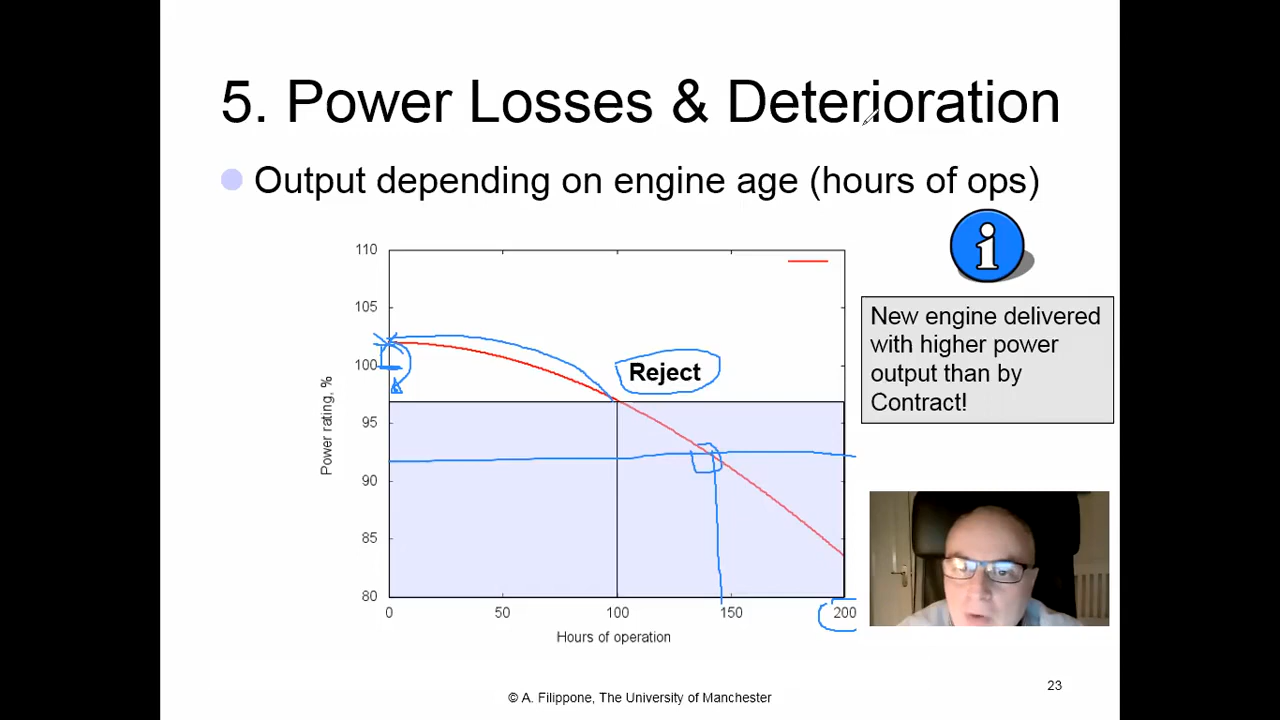 5. Power Losses & Deterioration
Output depending on engine age (hours of ops)
110
105
100
95
90
85
80
Power rating, %
Reject
0
50
100
150
200
Hours of operation
i
New engine delivered
with higher power
output than by
Contract!
© A. Filippone, The University of Manchester
23